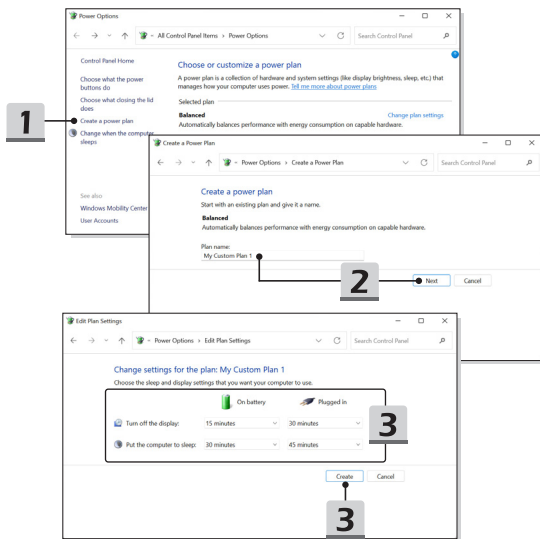 Power Options
All Control Panel Items > Power Options
Search Control Panel
Control Panel Home
Choose what the power
buttons do
Choose what closing the lid
does
Create a power plan
Change when the computer
sleeps
See also
Windows Mobility Center
User Accounts
Choose or customize a power plan
A power plan is a collection of hardware and system settings (like display brightness, sleep, etc.) that
manages how your computer uses power. Tell me more about power plans
Selected plan
Balanced
Change plan settings
Automatically balances performance with energy consumption on capable hardware.
1
Create a Power Plan
Power Options > Create a Power Plan
Search Control Panel
Create a power plan
Start with an existing plan and give it a name.
Balanced
Automatically balances performance with energy consumption on capable hardware.
Plan name:
My Custom Plan 1
2
Next
Cancel
Edit Plan Settings
Power Options > Edit Plan Settings
Search Control Panel
Change settings for the plan: My Custom Plan 1
Choose the sleep and display settings that you want your computer to use.
On battery
Plugged in
Turn off the display:
15 minutes
30 minutes
Put the computer to sleep:
30 minutes
45 minutes
3
Create
Cancel
3